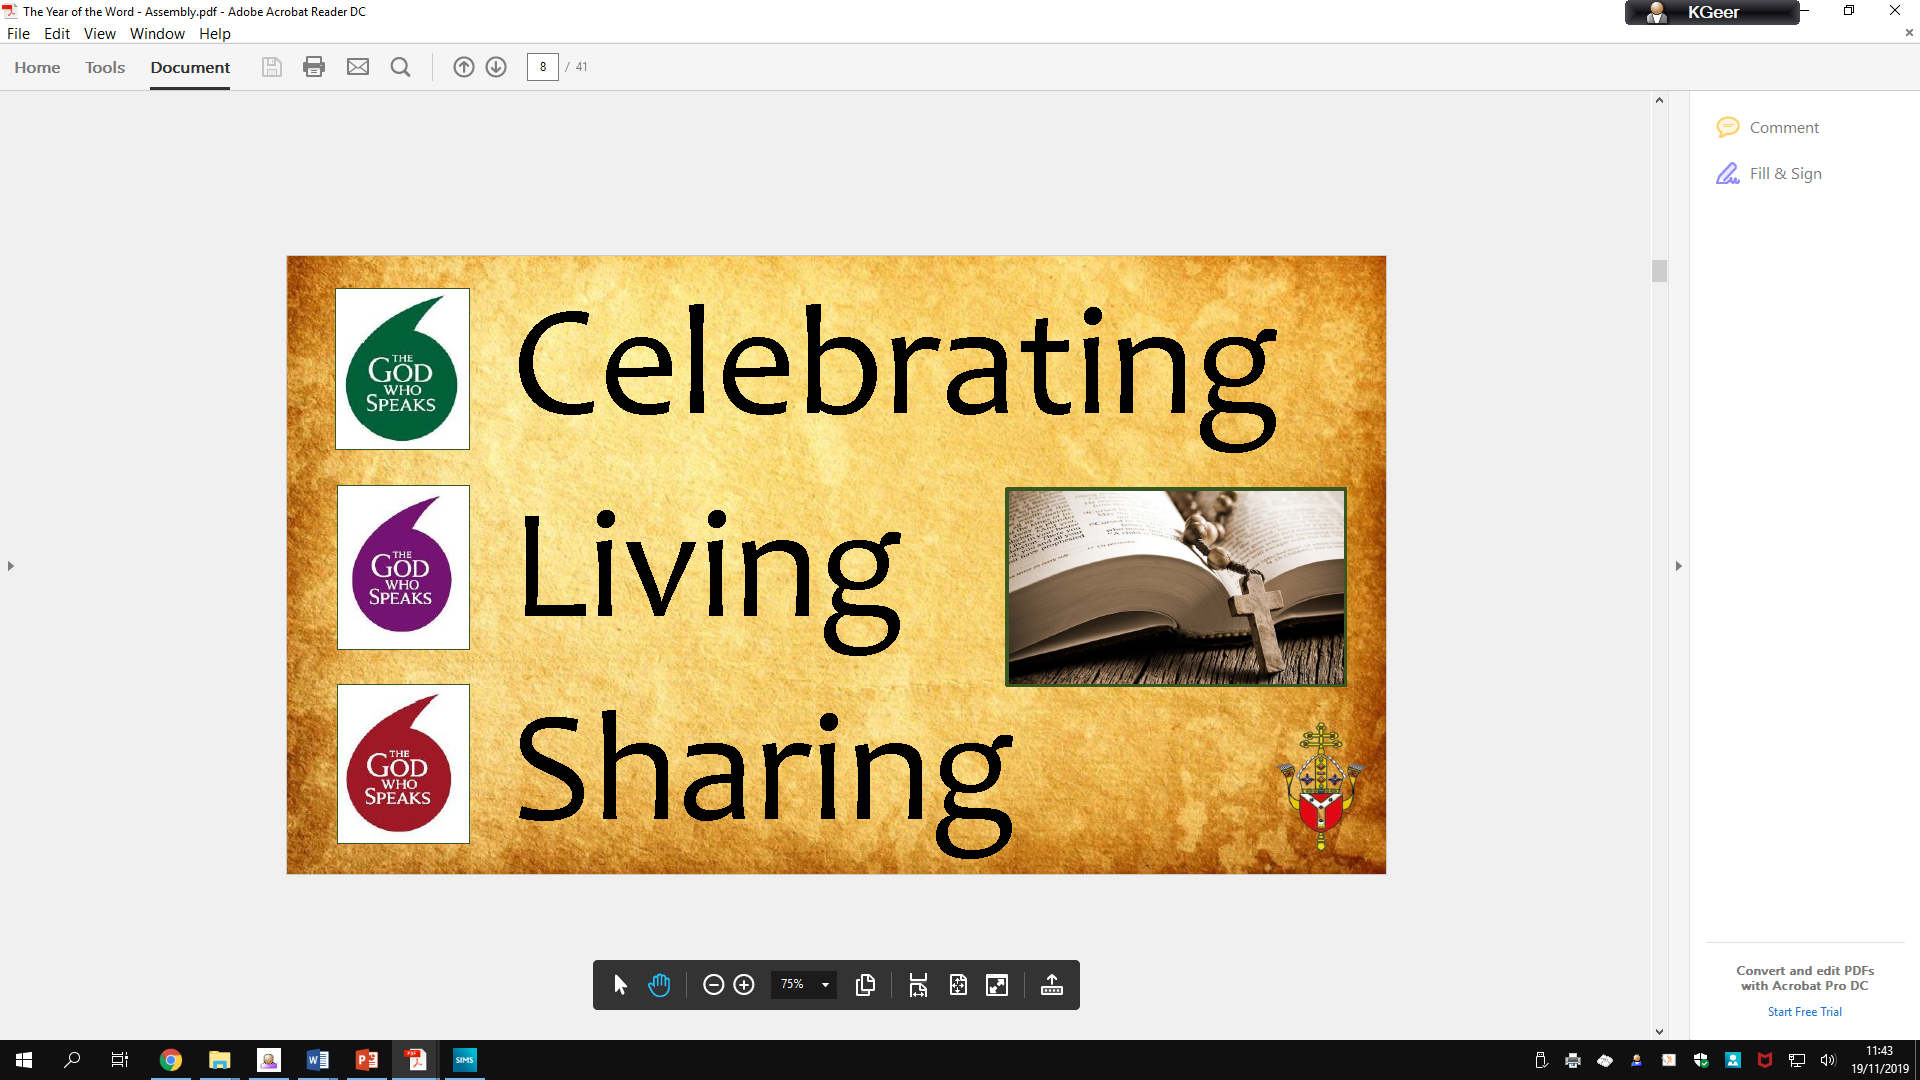 The Year of the Word - Assembly.pdf - Adobe Acrobat Reader DC
KGeer
File Edit View Window Help
Home Tools Document 8 / 41
Comment
Fill & Sign
THE
GOD
WHO
SPEAKS
Celebrating
THE
GOD
WHO
SPEAKS
Living
THE
GOD
WHO
SPEAKS
Sharing
75%
Convert and edit PDFs
with Acrobat Pro DC
Start Free Trial
SIMS
11:43
19/11/2019